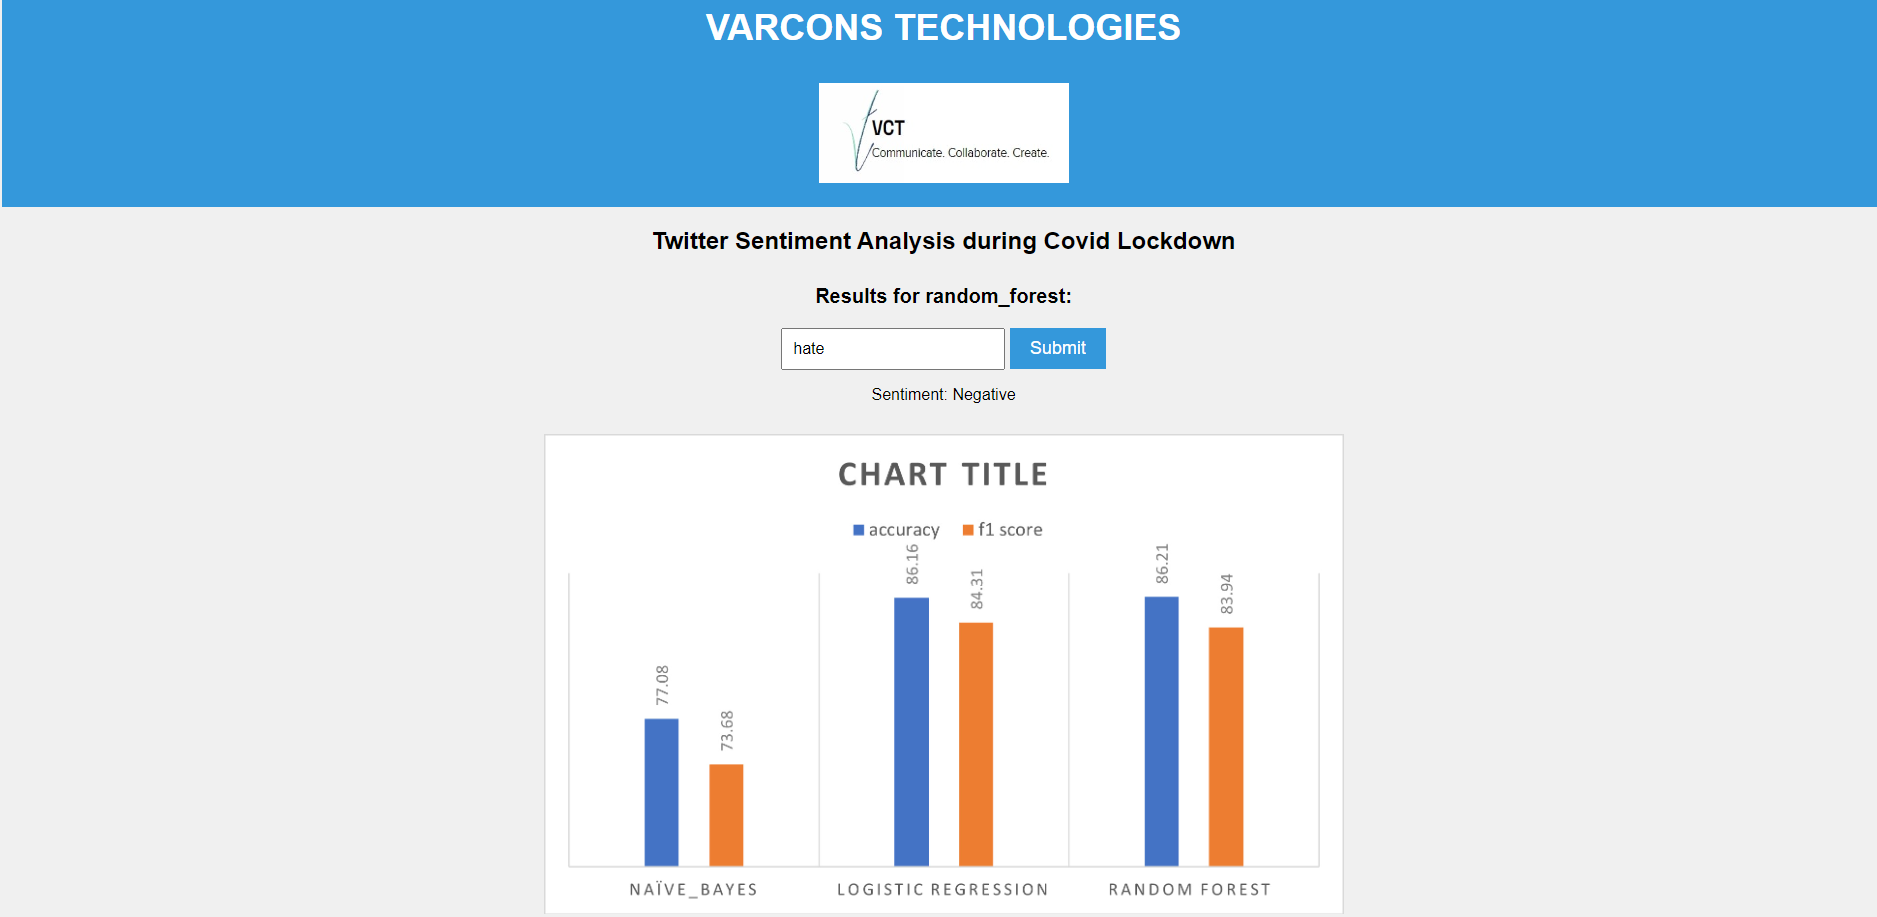 VARCONS TECHNOLOGIES
VCT
Communicate. Collaborate. Create.
Twitter Sentiment Analysis during Covid Lockdown
Results for random_forest:
hate
Submit
Sentiment: Negative
CHART TITLE
accuracy f1 score
77.08
73.68
86.16
84.31
86.21
83.94
NAÏVE_BAYES
LOGISTIC REGRESSION
RANDOM FOREST